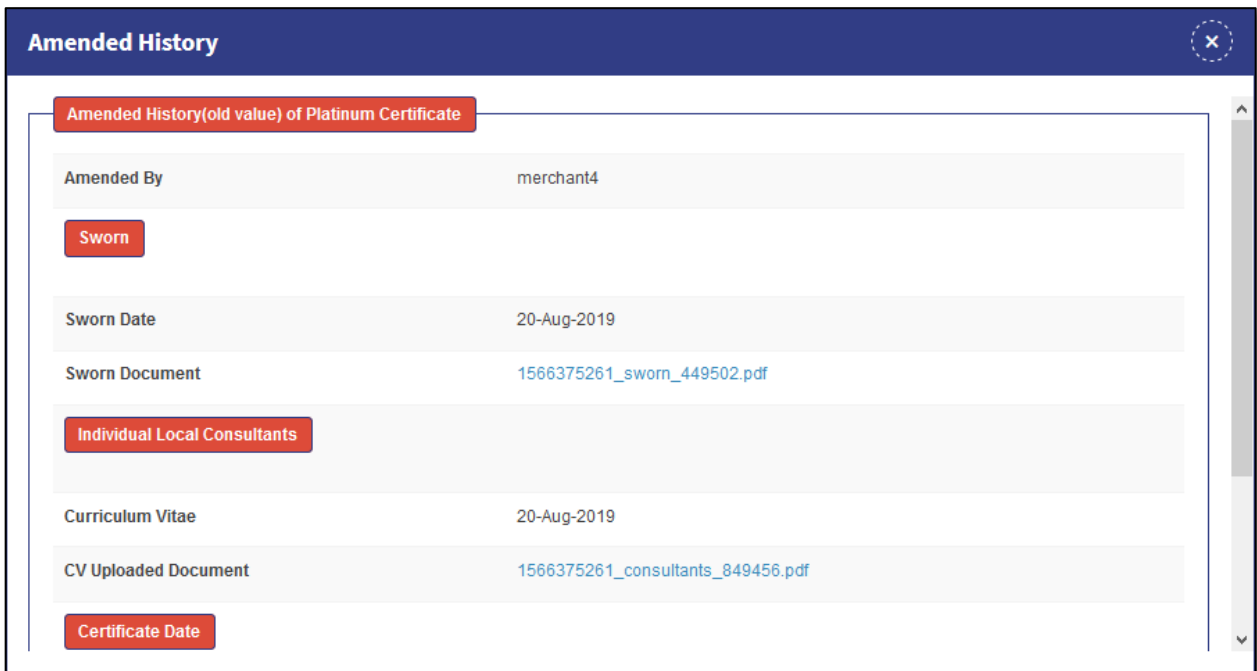 Amended History
Amended History(old value) of Platinum Certificate
Amended By merchant4
Sworn
Sworn Date 20-Aug-2019
Sworn Document 1566375261_sworn_449502.pdf
Individual Local Consultants
Curriculum Vitae 20-Aug-2019
CV Uploaded Document 1566375261_consultants_849456.pdf
Certificate Date